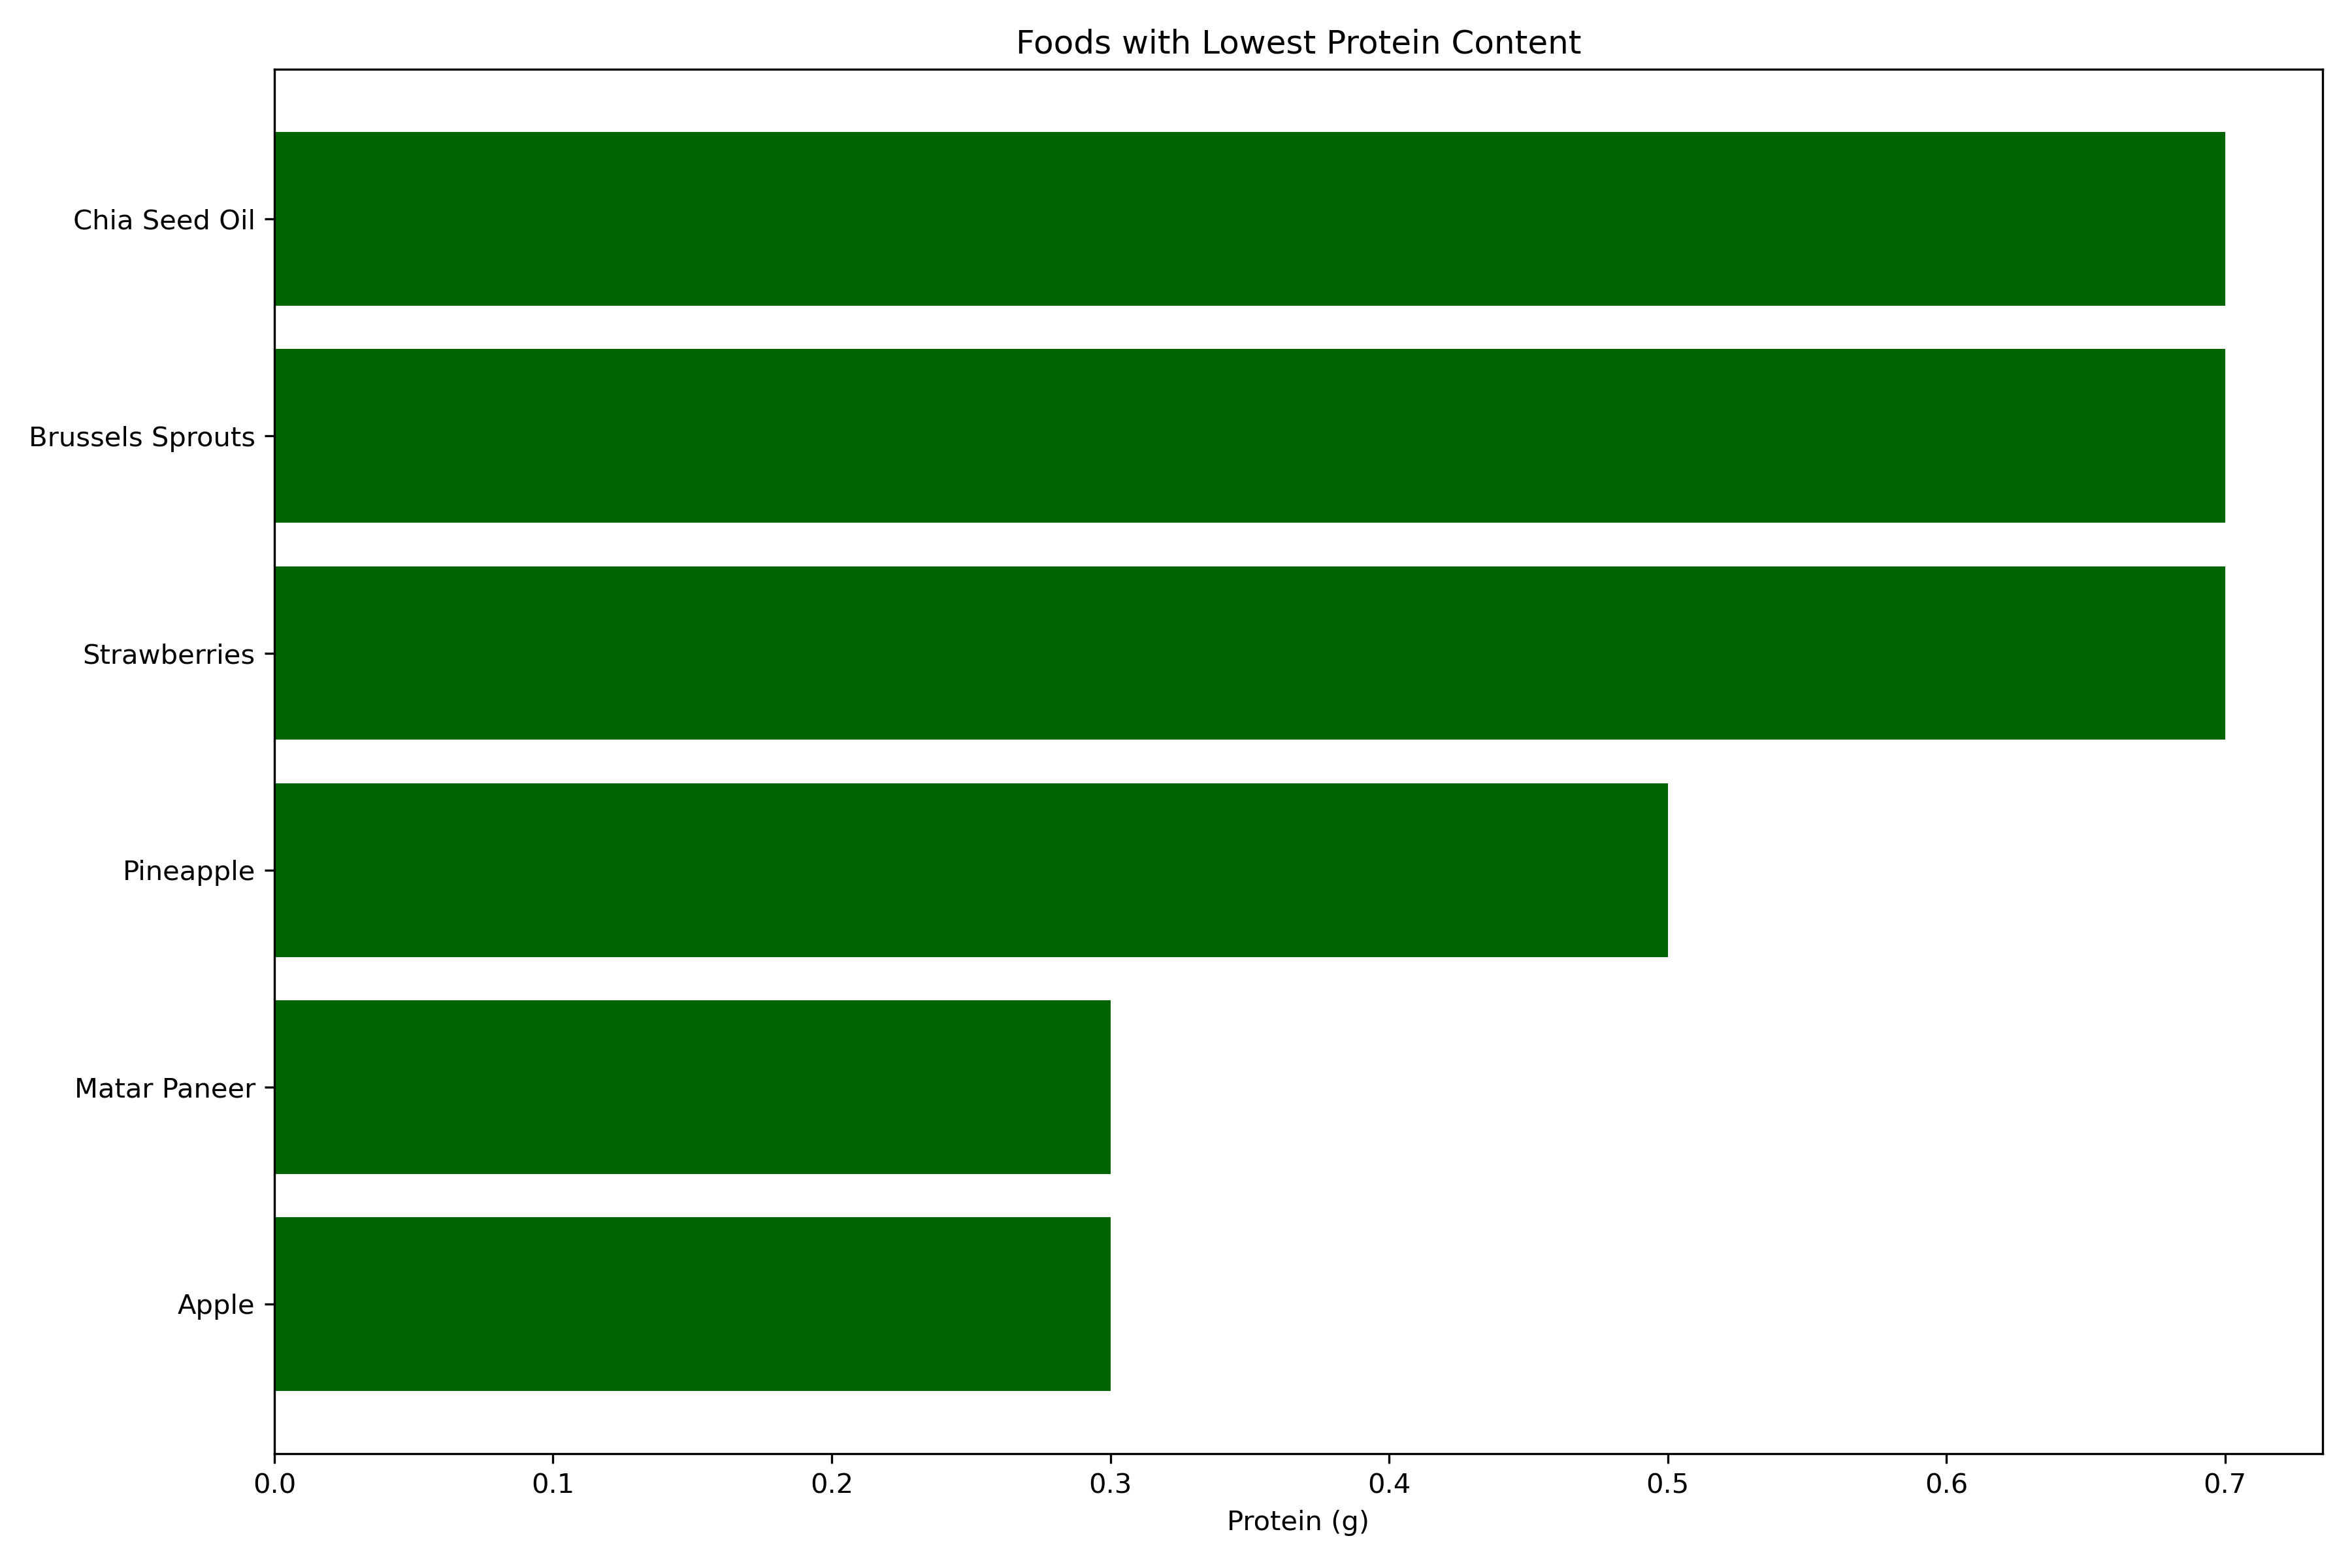 Foods with Lowest Protein Content
Chia Seed Oil
Brussels Sprouts
Strawberries
Pineapple
Matar Paneer
Apple
0.0 0.1 0.2 0.3 0.4 0.5 0.6 0.7
Protein (g)